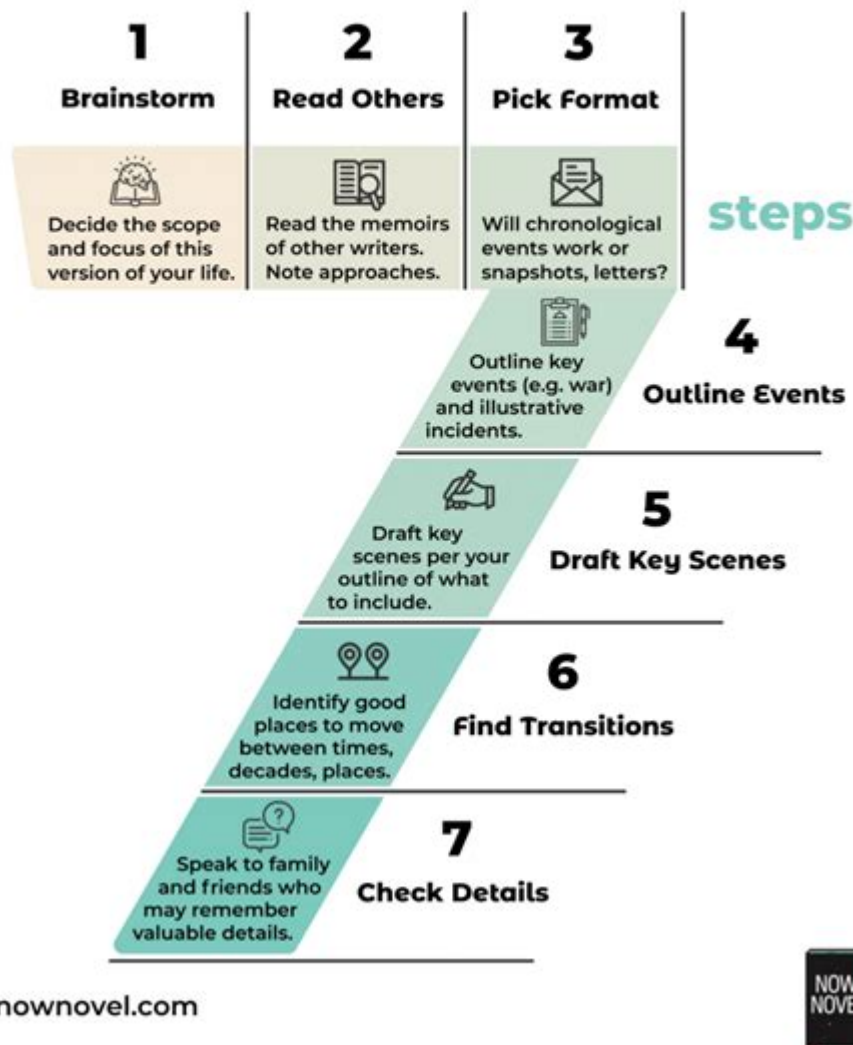 1
Brainstorm
Decide the scope
and focus of this
version of your life.
2
Read Others
Read the memoirs
of other writers.
Note approaches.
3
Pick Format
Will chronological
events work or
snapshots, letters?
steps
4
Outline Events
Outline key
events (e.g. war)
and illustrative
incidents.
5
Draft Key Scenes
Draft key
scenes per your
outline of what
to include.
6
Find Transitions
Identify good
places to move
between times,
decades, places.
7
Check Details
Speak to family
and friends who
may remember
valuable details.
nownovel.com
NOW
NOVE